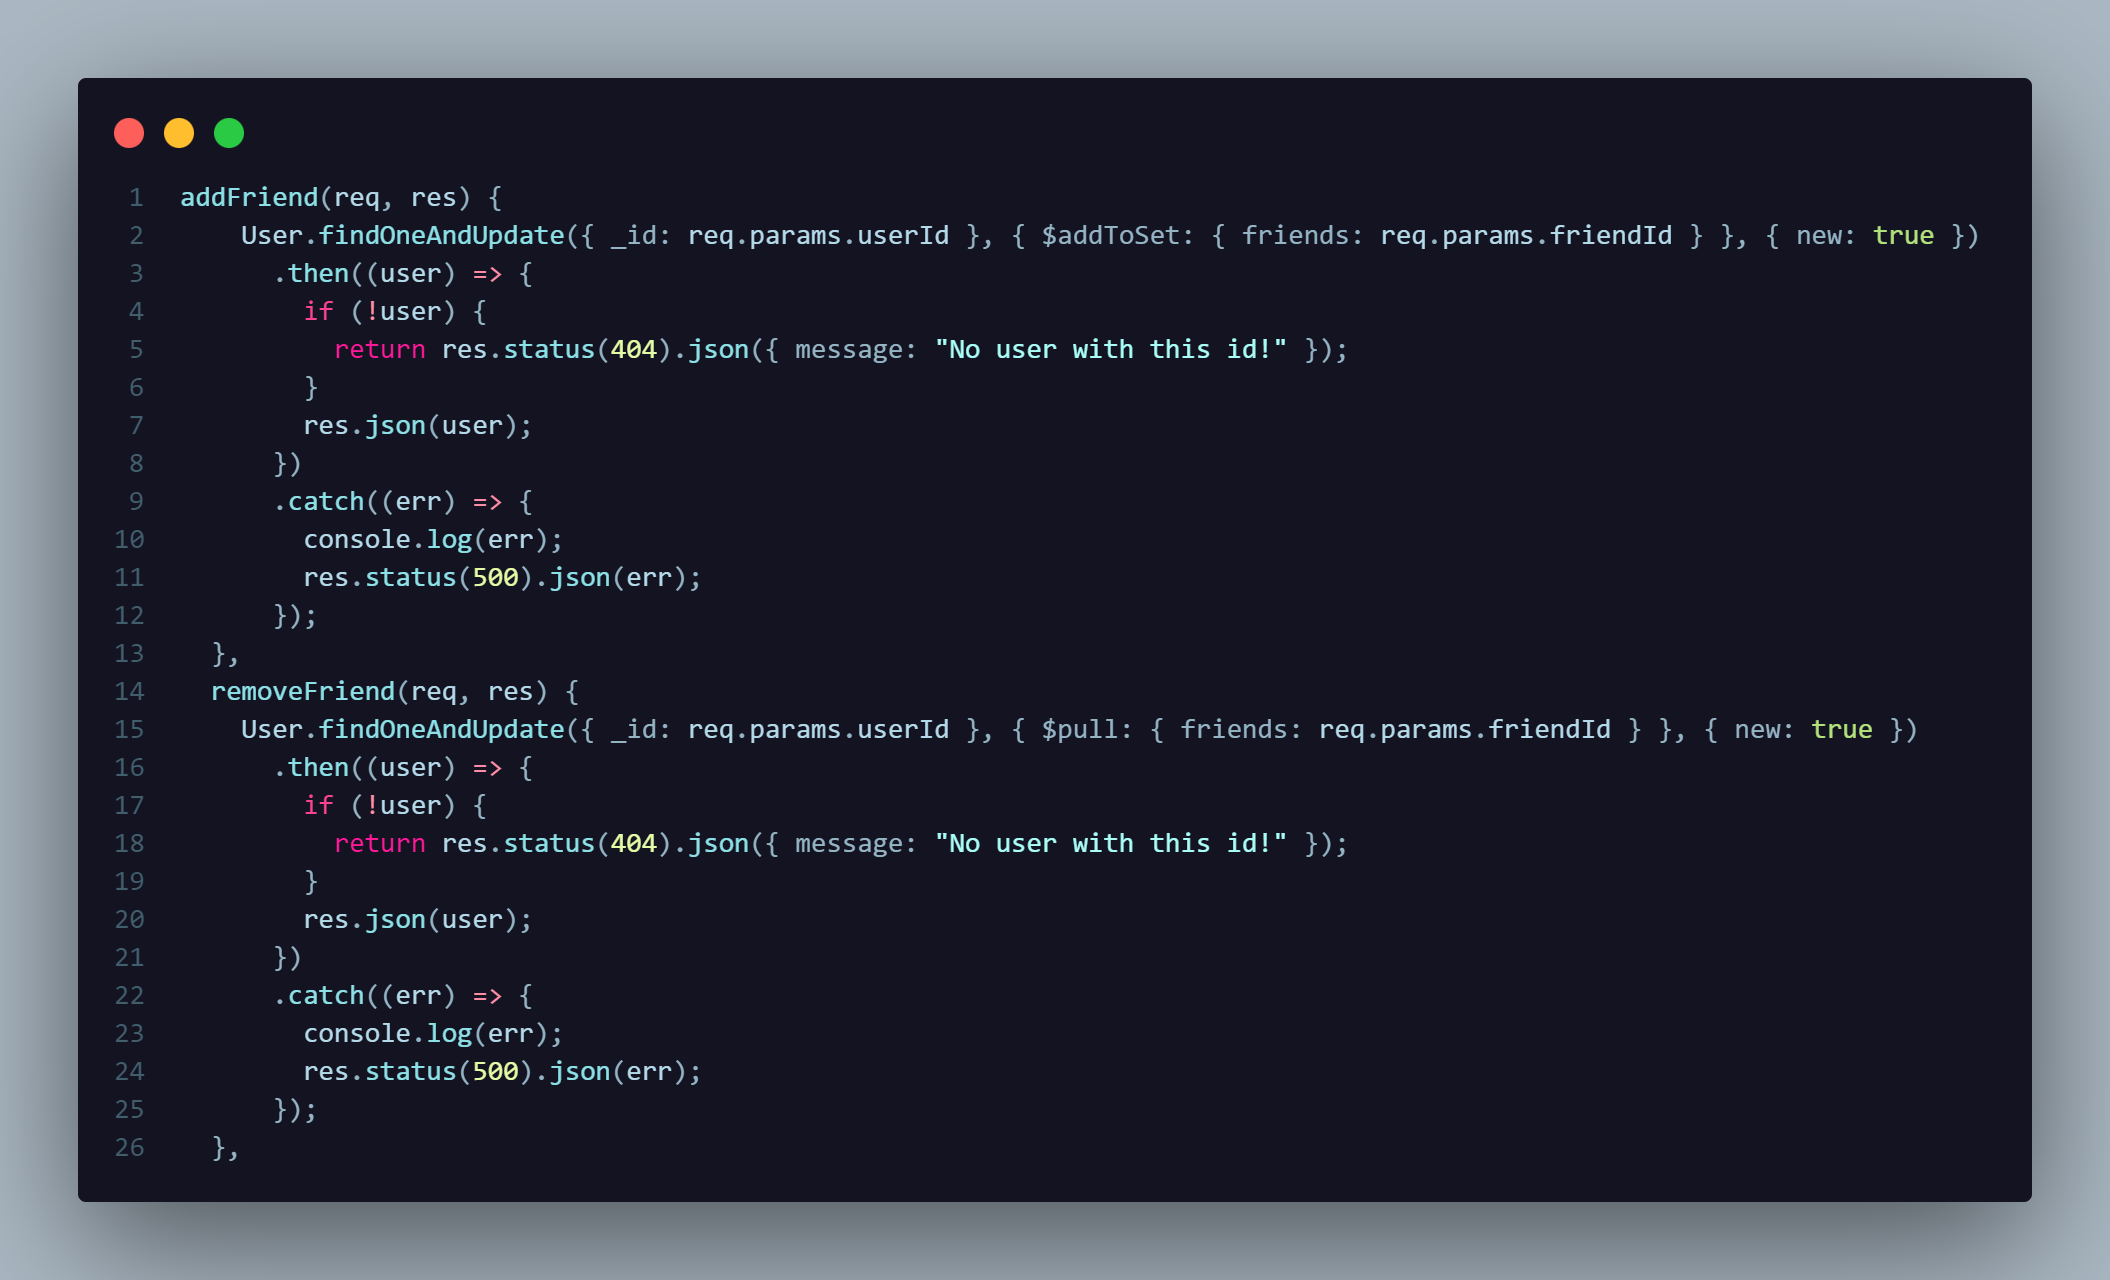 1 addFriend(req, res) {
2     User.findOneAndUpdate({ _id: req.params.userId }, { $addToSet: { friends: req.params.friendId } }, { new: true })
3       .then((user) => {
4         if (!user) {
5           return res.status(404).json({ message: "No user with this id!" });
6         }
7         res.json(user);
8       })
9       .catch((err) => {
10         console.log(err);
11         res.status(500).json(err);
12       });
13   },
14   removeFriend(req, res) {
15     User.findOneAndUpdate({ _id: req.params.userId }, { $pull: { friends: req.params.friendId } }, { new: true })
16       .then((user) => {
17         if (!user) {
18           return res.status(404).json({ message: "No user with this id!" });
19         }
20         res.json(user);
21       })
22       .catch((err) => {
23         console.log(err);
24         res.status(500).json(err);
25       });
26   },